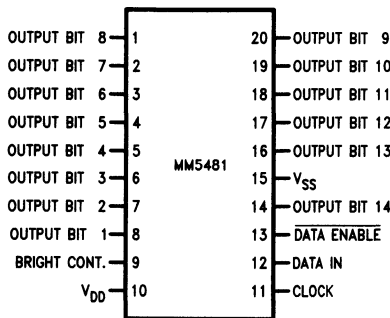 OUTPUT BIT 8 1 20 OUTPUT BIT 9
OUTPUT BIT 7 2 19 OUTPUT BIT 10
OUTPUT BIT 6 3 18 OUTPUT BIT 11
OUTPUT BIT 5 4 17 OUTPUT BIT 12
OUTPUT BIT 4 5 16 OUTPUT BIT 13
MM5481
OUTPUT BIT 3 6 15 VSS
OUTPUT BIT 2 7 14 OUTPUT BIT 14
OUTPUT BIT 1 8 13 DATA ENABLE
BRIGHT CONT. 9 12 DATA IN
VDD 10 11 CLOCK